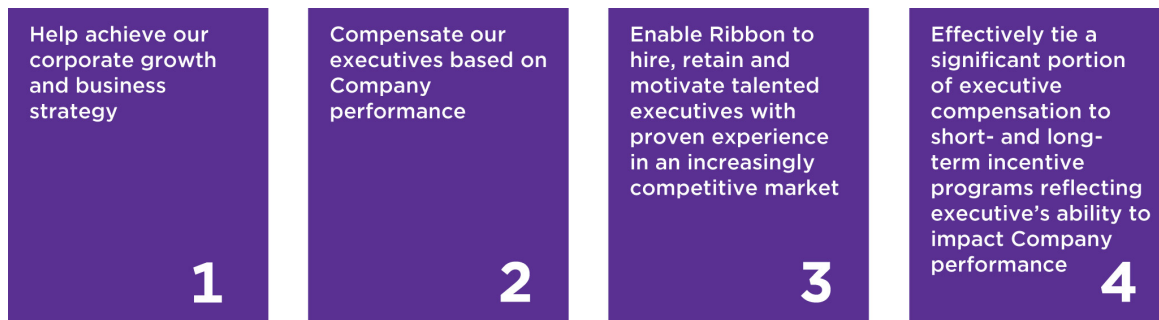 Help achieve our
corporate growth
and business
strategy
1
Compensate our
executives based on
Company
performance
2
Enable Ribbon to
hire, retain and
motivate talented
executives with
proven experience
in an increasingly
competitive market
3
Effectively tie a
significant portion
of executive
compensation to
short- and long-
term incentive
programs reflecting
executive’s ability to
impact Company
performance
4